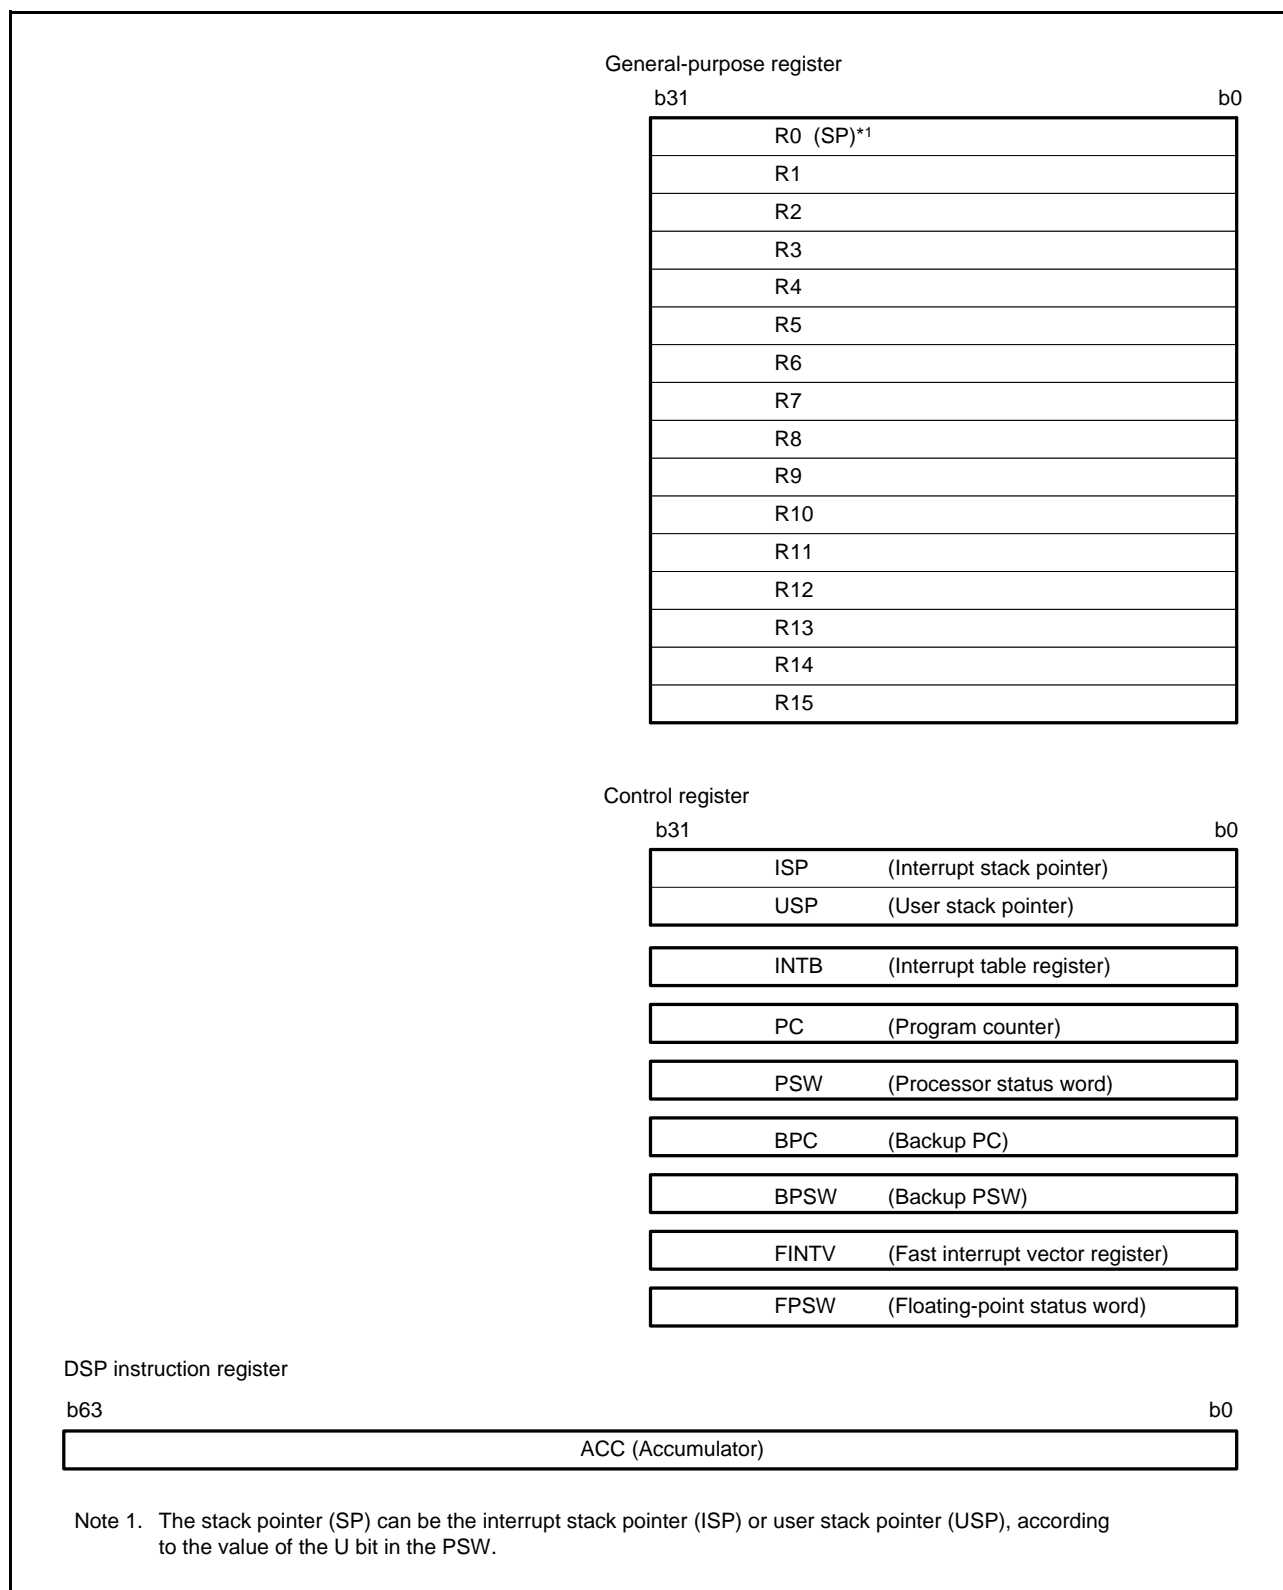 General-purpose register
b31 b0
R0 (SP)*1
R1
R2
R3
R4
R5
R6
R7
R8
R9
R10
R11
R12
R13
R14
R15
Control register
b31 b0
ISP (Interrupt stack pointer)
USP (User stack pointer)
INTB (Interrupt table register)
PC (Program counter)
PSW (Processor status word)
BPC (Backup PC)
BPSW (Backup PSW)
FINTV (Fast interrupt vector register)
FPSW (Floating-point status word)
DSP instruction register
b63 b0
ACC (Accumulator)
Note 1. The stack pointer (SP) can be the interrupt stack pointer (ISP) or user stack pointer (USP), according
to the value of the U bit in the PSW.